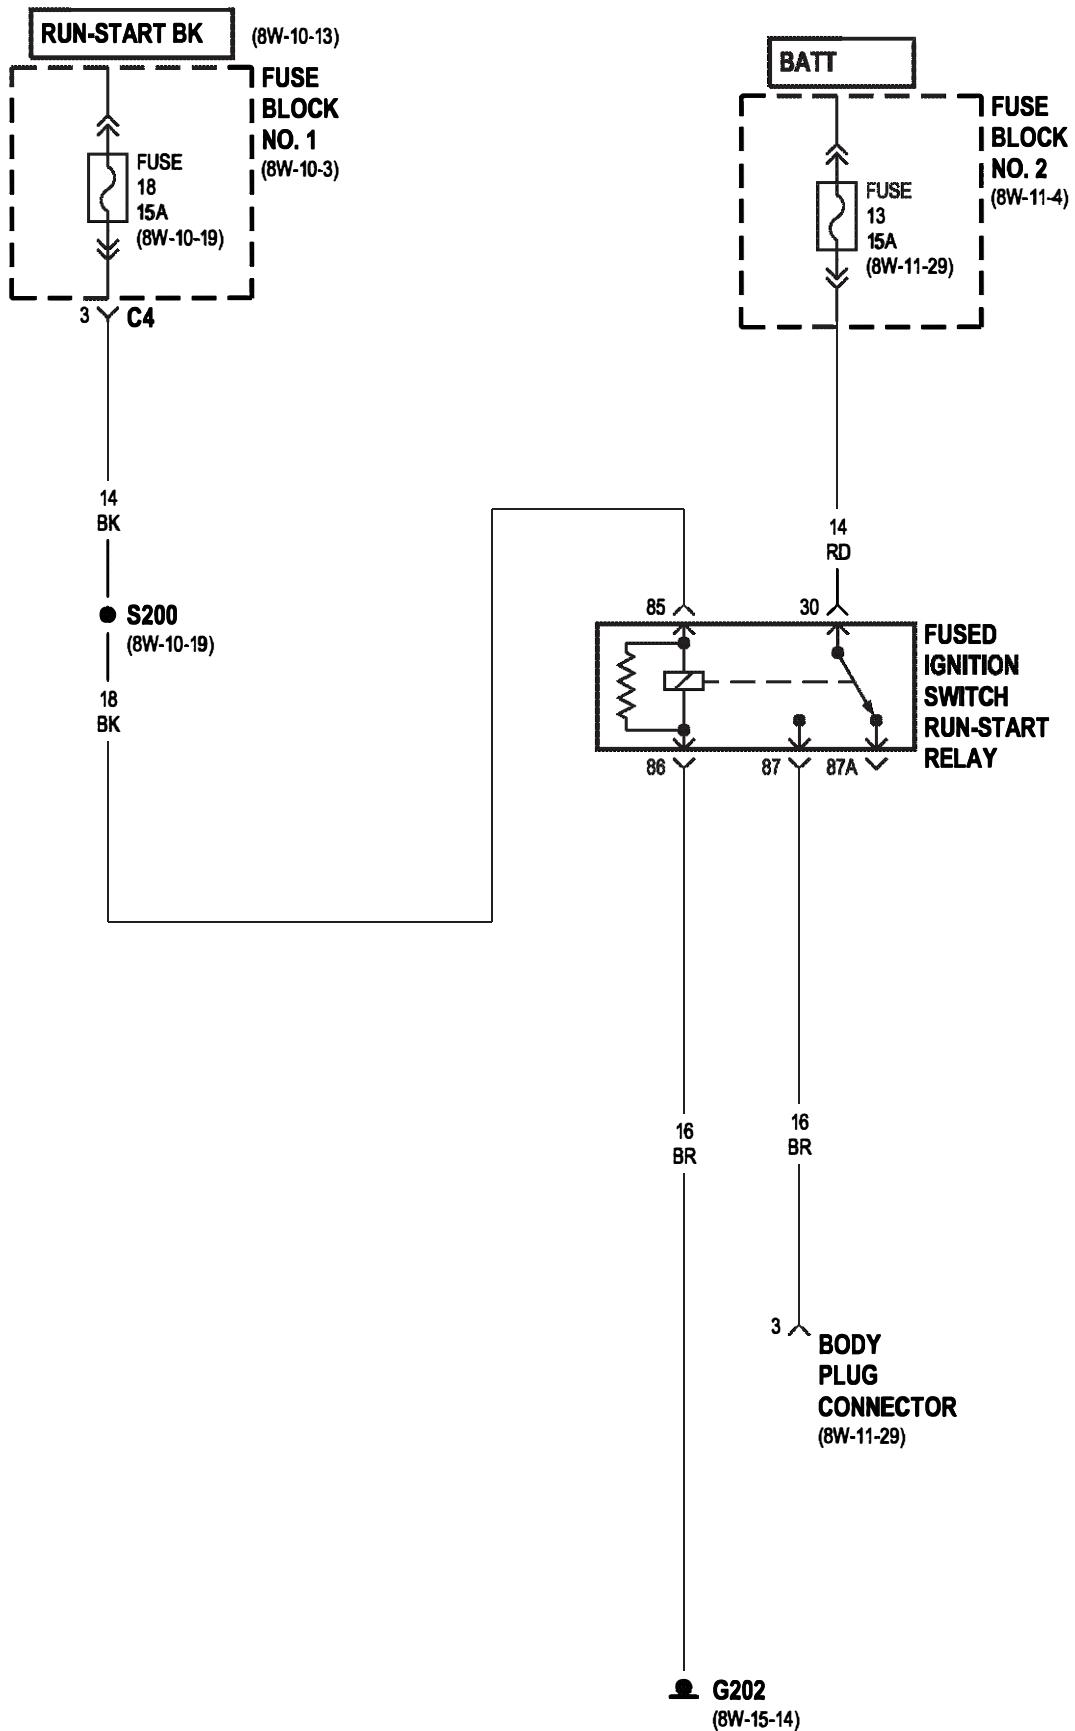 RUN-START BK
(8W-10-13)
FUSE
BLOCK
NO. 1
(8W-10-3)
FUSE
18
15A
(8W-10-19)
3
C4
BATT
FUSE
BLOCK
NO. 2
(8W-11-4)
FUSE
13
15A
(8W-11-29)
14
BK
S200
(8W-10-19)
18
BK
14
RD
85
30
FUSED
IGNITION
SWITCH
RUN-START
RELAY
86
87
87A
16
BR
16
BR
3
BODY
PLUG
CONNECTOR
(8W-11-29)
G202
(8W-15-14)